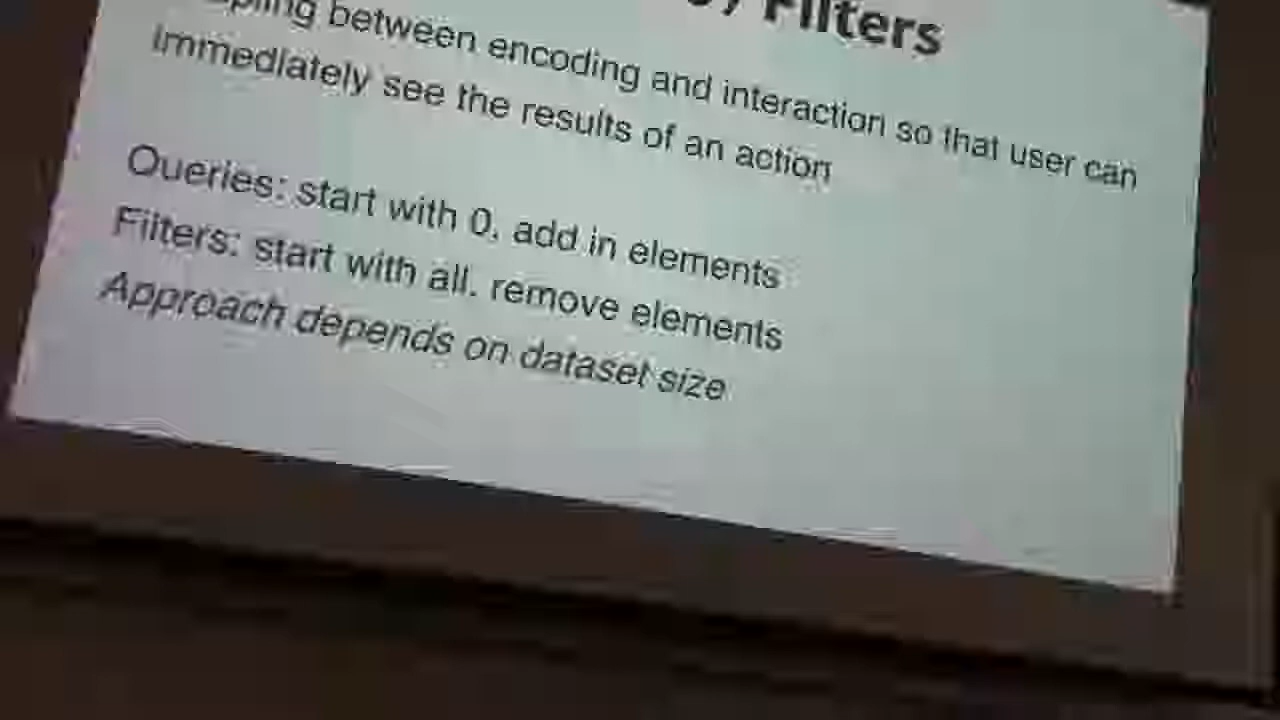 Filters
between encoding and interaction so that user can
immediately see the results of an action
Queries: start with 0, add in elements
Filters: start with all, remove elements
Approach depends on dataset size